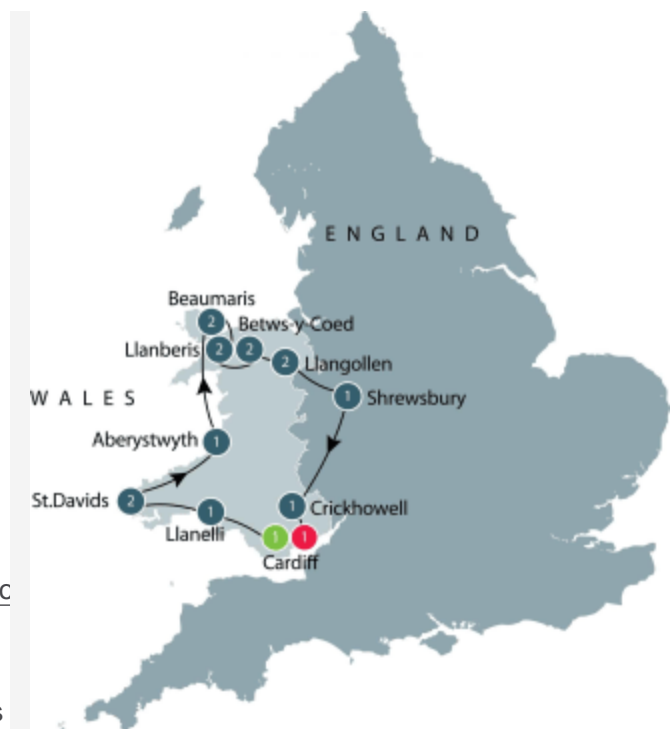 ENGLAND
Beaumaris
2
Betws-y-Coed
Llanberis
2
2
2
Llangollen
WALES
1
Shrewsbury
Aberystwyth
1
St.Davids
2
1
Llanelli
1
Crickhowell
1
1
Cardiff